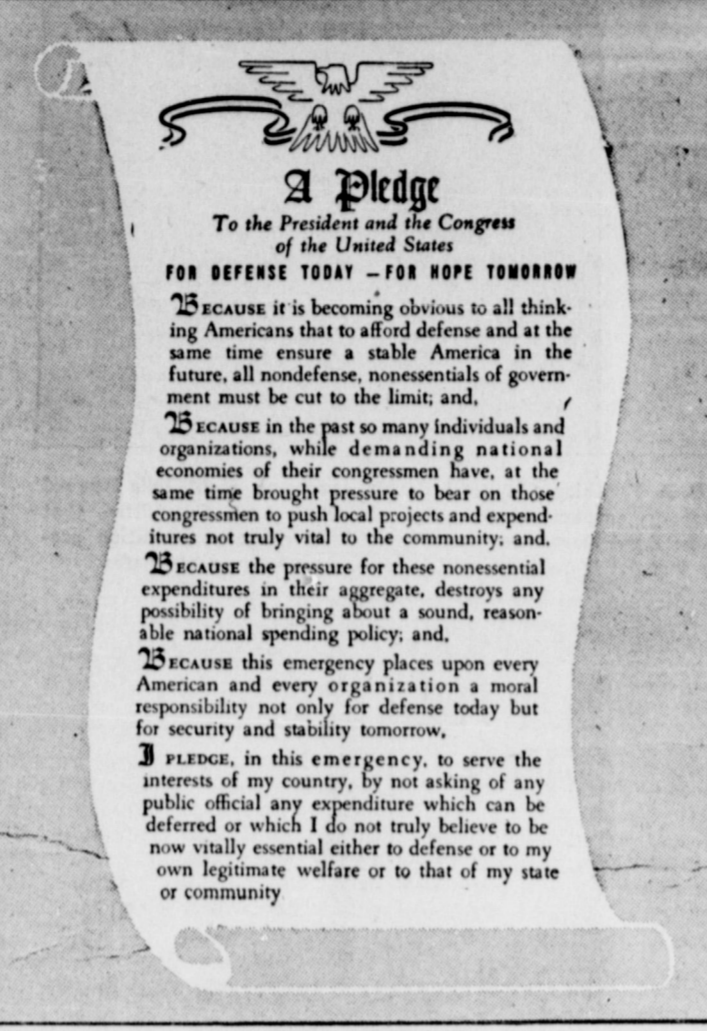 A Pledge
To the President and the Congress
of the United States
FOR DEFENSE TODAY – FOR HOPE TOMORROW
BECAUSE it is becoming obvious to all think-
ing Americans that to afford defense and at the
same time ensure a stable America in the
future, all nondefense, nonessentials of govern-
ment must be cut to the limit; and,
BECAUSE in the past so many individuals and
organizations, while demanding national
economies of their congressmen have, at the
same time brought pressure to bear on those
congressmen to push local projects and expend-
itures not truly vital to the community; and,
BECAUSE the pressure for these nonessential
expenditures in their aggregate, destroys any
possibility of bringing about a sound, reason-
able national spending policy; and,
BECAUSE this emergency places upon every
American and every organization a moral
responsibility not only for defense today but
for security and stability tomorrow,
I PLEDGE, in this emergency, to serve the
interests of my country, by not asking of any
public official any expenditure which can be
deferred or which I do not truly believe to be
now vitally essential either to defense or to my
own legitimate welfare or to that of my state
or community